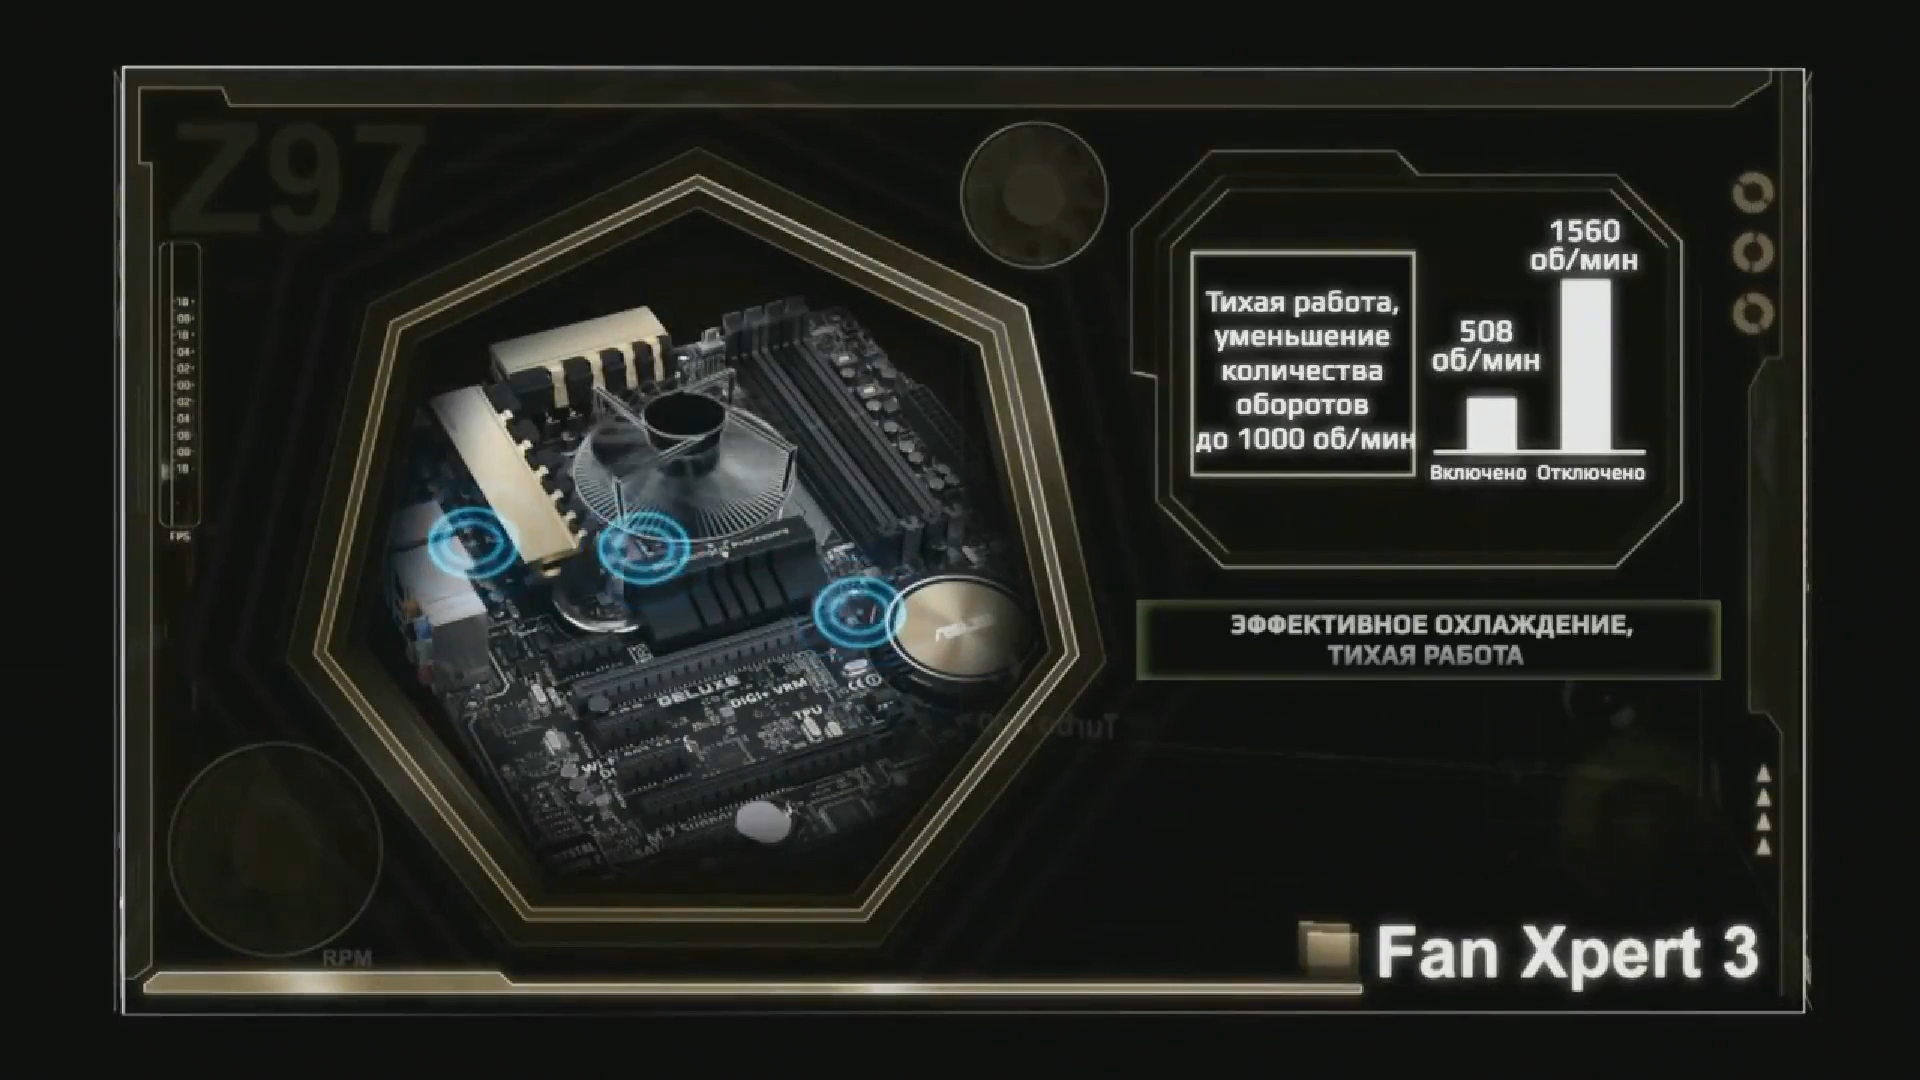 Z97
1560
об/мин
Тихая работа,
уменьшение
количества
оборотов
до 1000 об/мин
508
об/мин
Включено Отключено
FPS
ЭФФЕКТИВНОЕ ОХЛАЖДЕНИЕ,
ТИХАЯ РАБОТА
DELUXE
DIGI+ VRM
TPU
RPM
Fan Xpert 3